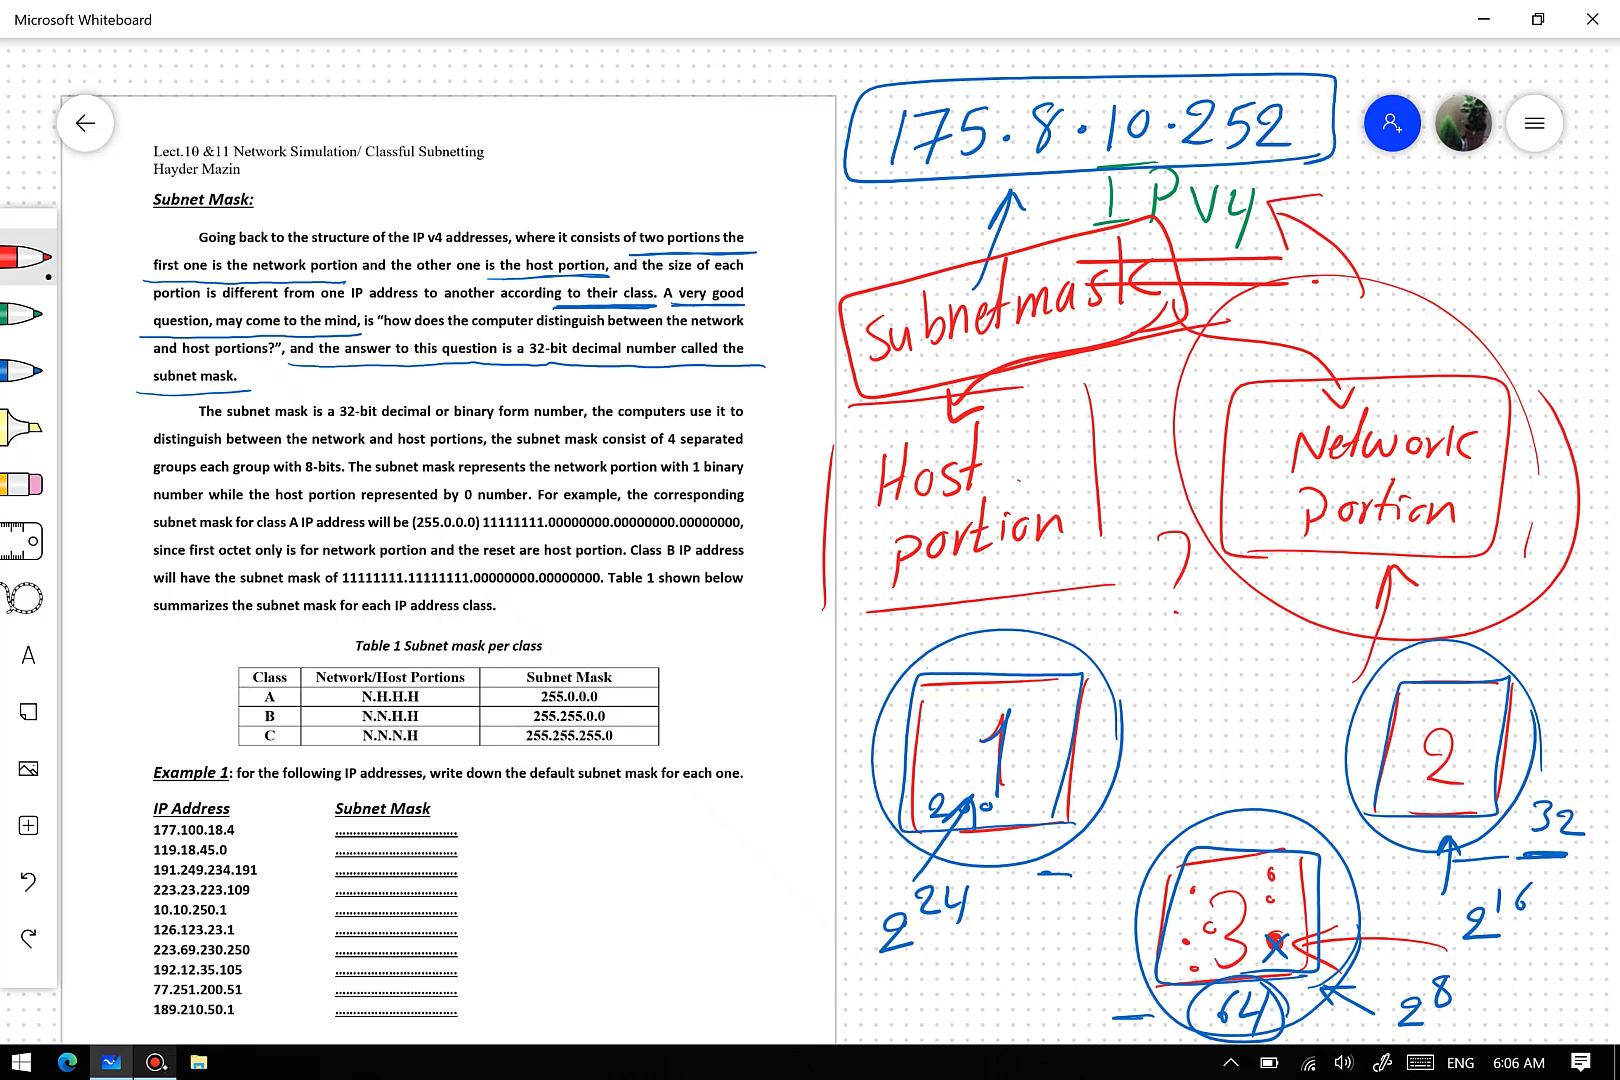 Microsoft Whiteboard
Lect.10 &11 Network Simulation/ Classful Subnetting
Hayder Mazin
Subnet Mask:
Going back to the structure of the IP v4 addresses, where it consists of two portions the
first one is the network portion and the other one is the host portion, and the size of each
portion is different from one IP address to another according to their class. A very good
question, may come to the mind, is “how does the computer distinguish between the network
and host portions?”, and the answer to this question is a 32-bit decimal number called the
subnet mask.
The subnet mask is a 32-bit decimal or binary form number, the computers use it to
distinguish between the network and host portions, the subnet mask consist of 4 separated
groups each group with 8-bits. The subnet mask represents the network portion with 1 binary
number while the host portion represented by 0 number. For example, the corresponding
subnet mask for class A IP address will be (255.0.0.0) 11111111.00000000.00000000.00000000,
since first octet only is for network portion and the reset are host portion. Class B IP address
will have the subnet mask of 11111111.11111111.00000000.00000000. Table 1 shown below
summarizes the subnet mask for each IP address class.
Table 1 Subnet mask per class
Class Network/Host Portions Subnet Mask
A N.H.H.H 255.0.0.0
B N.N.H.H 255.255.0.0
C N.N.N.H 255.255.255.0
Example 1: for the following IP addresses, write down the default subnet mask for each one.
IP Address Subnet Mask
177.100.18.4 ..................................
119.18.45.0 ..................................
191.249.234.191 ..................................
223.23.223.109 ..................................
10.10.250.1 ..................................
126.123.23.1 ..................................
223.69.230.250 ..................................
192.12.35.105 ..................................
77.251.200.51 ..................................
189.210.50.1 ..................................
175.8.10.252
IPv4
Subnetmask
Host
portion
?
Network
Portion
1
2
3
32
2^24
2^16
64
2^8
A
ENG 6:06 AM